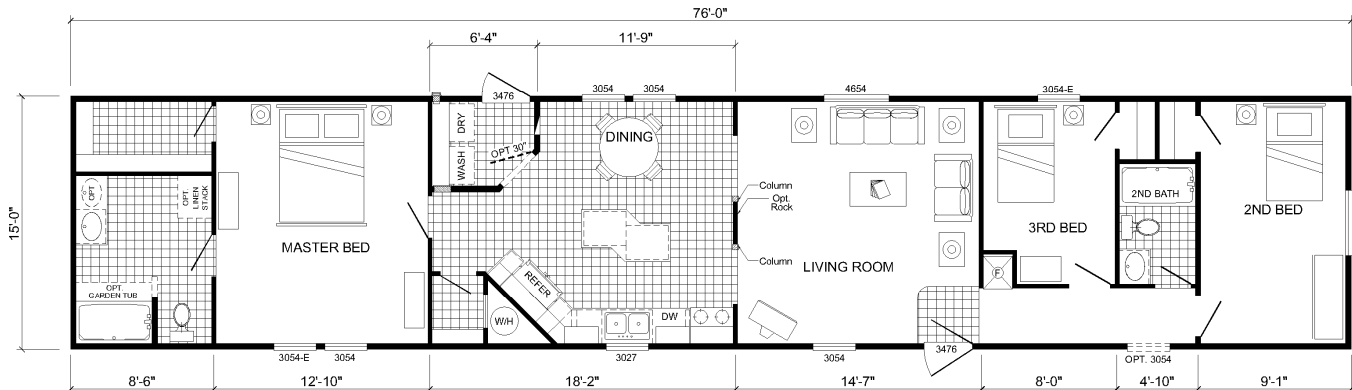 76'-0"
6'-4"
11'-9"
3476
3054
3054
4654
3054-E
15'-0"
DRY
WASH
OPT 30"
DINING
OPT
OPT.
LINEN
STACK
MASTER BED
Column
Opt.
Rock
Column
LIVING ROOM
3RD BED
2ND BATH
2ND BED
REFER
F
OPT.
GARDEN TUB
W/H
DW
3054-E
3054
3027
3054
3476
OPT. 3054
8'-6"
12'-10"
18'-2"
14'-7"
8'-0"
4'-10"
9'-1"